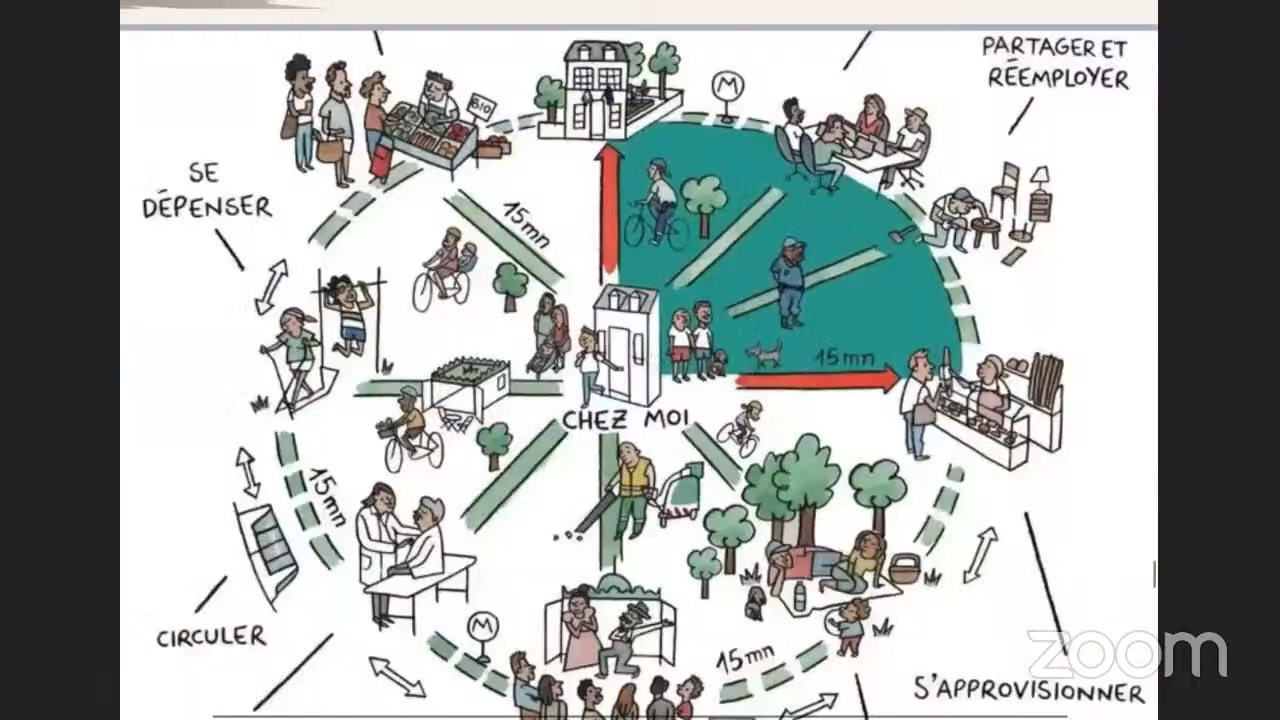 PARTAGER ET
RÉEMPLOYER
M
BIO
SE
DÉPENSER
15mn
15mn
CHEZ MOI
15mn
M
CIRCULER
15mn
zoom
S'APPROVISIONNER